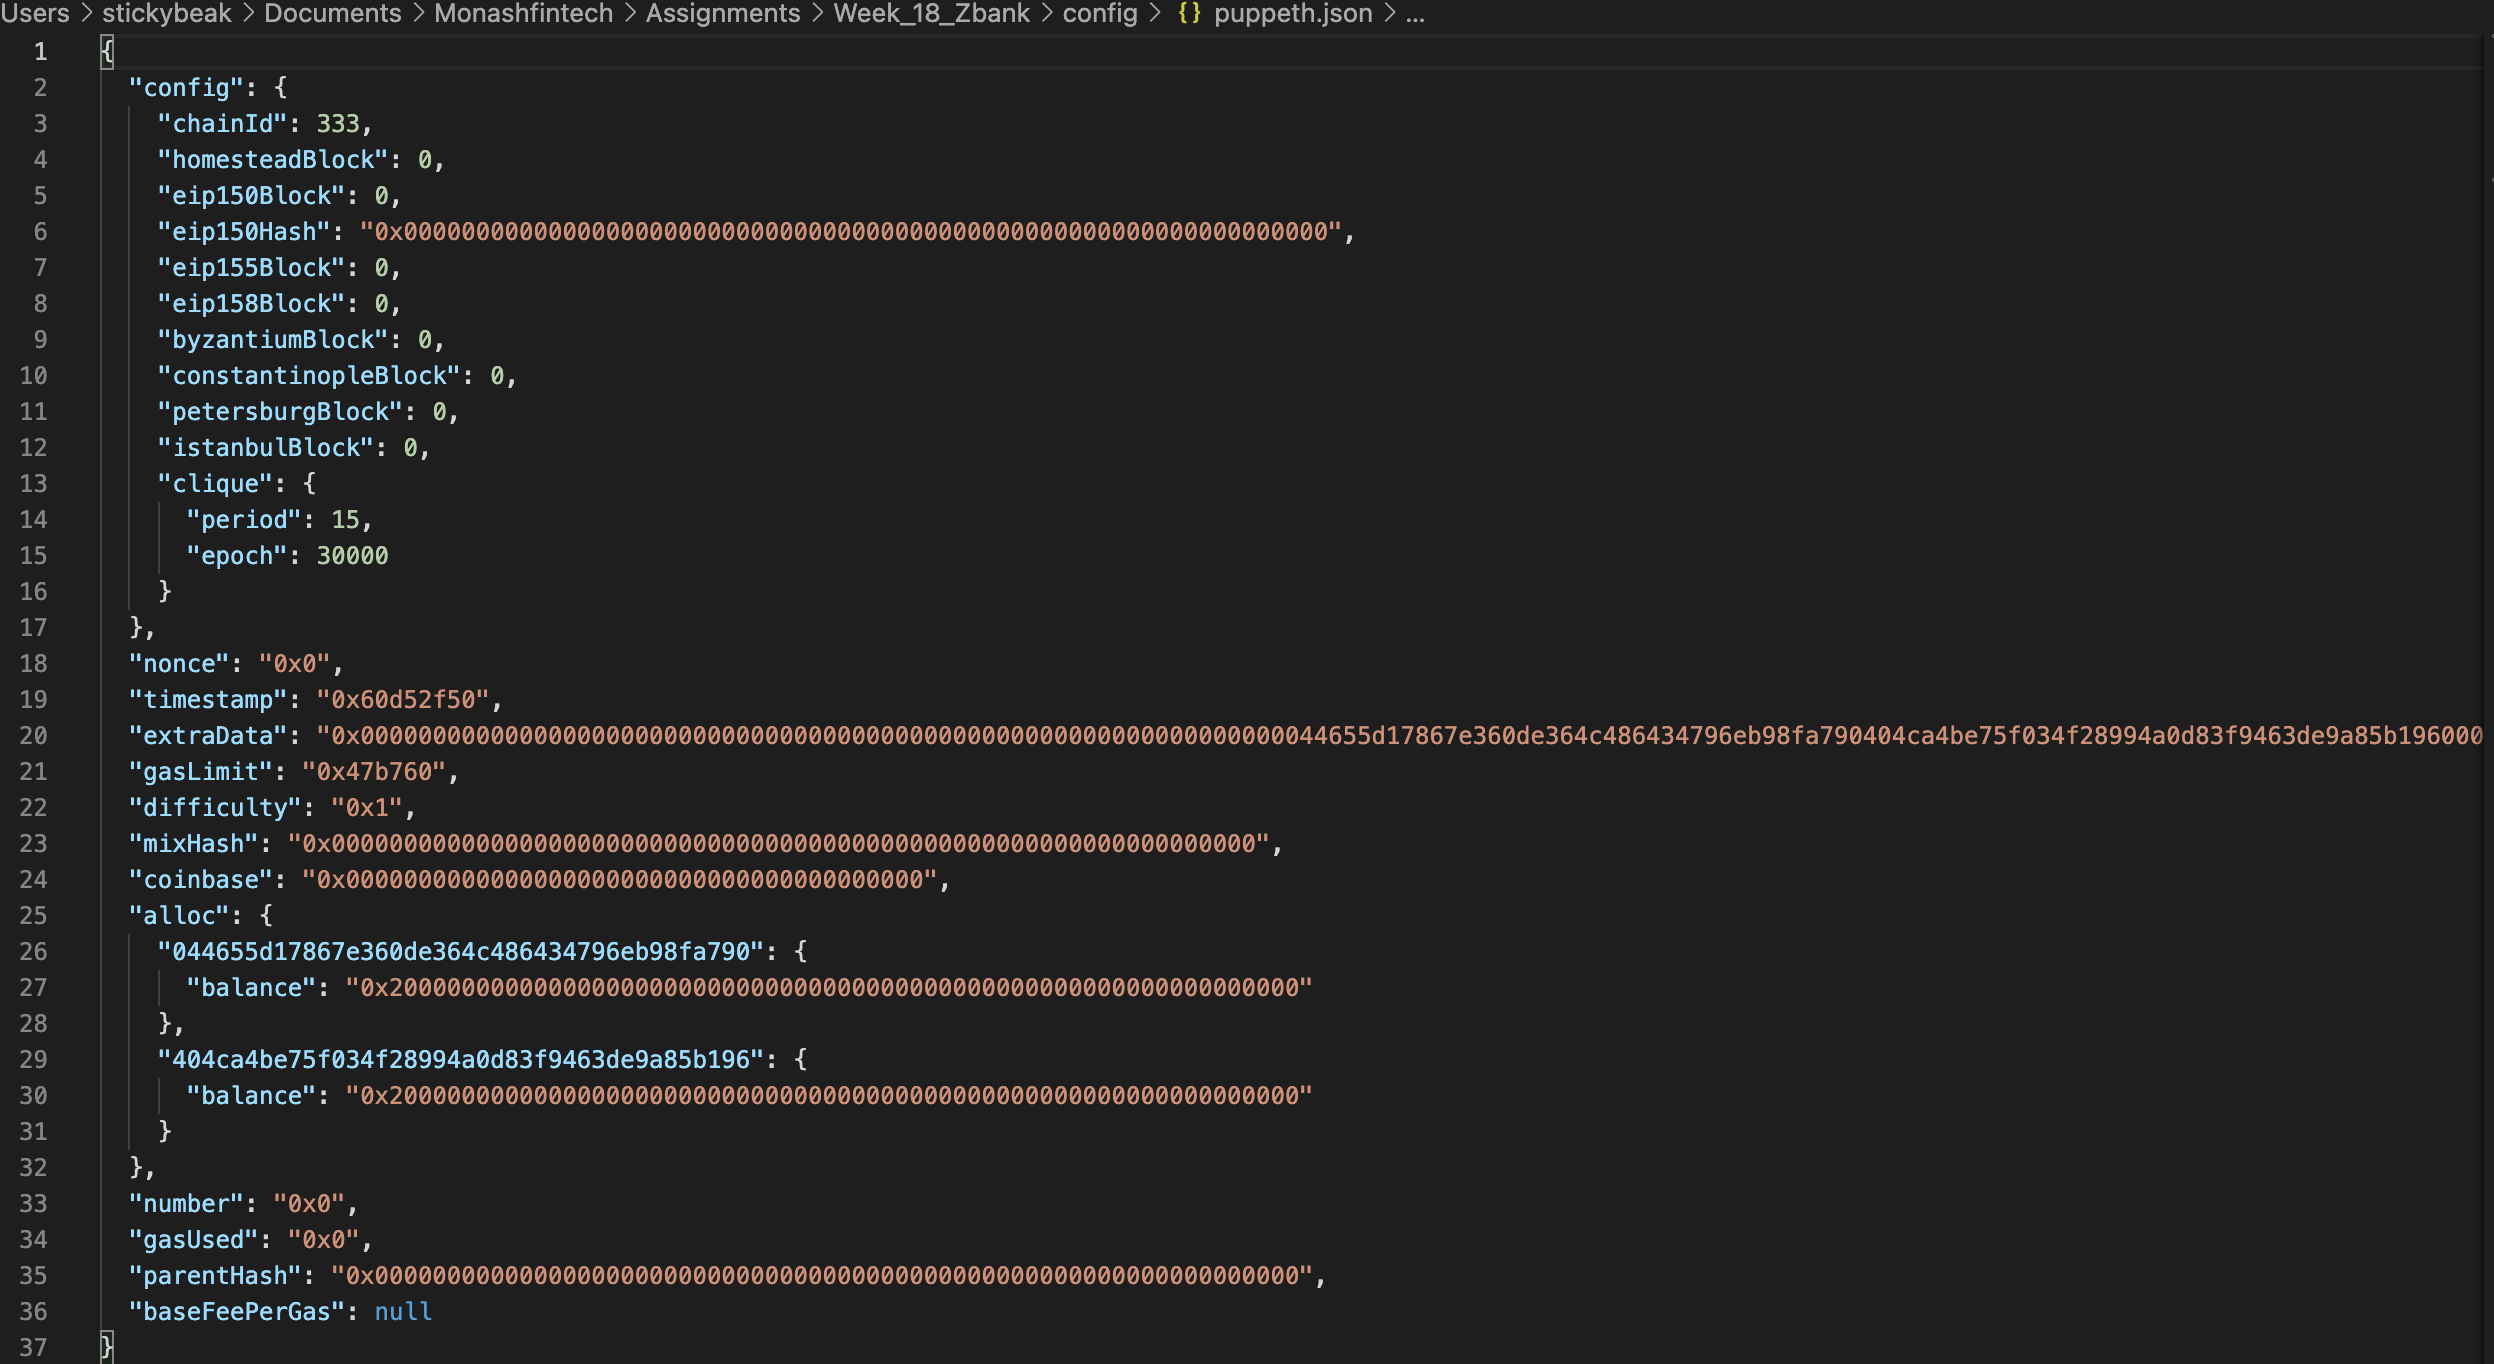 Users > stickybeak > Documents > Monashfintech > Assignments > Week_18_Zbank > config > {} puppeth.json > ...
1 {
2 "config": {
3 "chainId": 333,
4 "homesteadBlock": 0,
5 "eip150Block": 0,
6 "eip150Hash": "0x0000000000000000000000000000000000000000000000000000000000000000",
7 "eip155Block": 0,
8 "eip158Block": 0,
9 "byzantiumBlock": 0,
10 "constantinopleBlock": 0,
11 "petersburgBlock": 0,
12 "istanbulBlock": 0,
13 "clique": {
14 "period": 15,
15 "epoch": 30000
16 }
17 },
18 "nonce": "0x0",
19 "timestamp": "0x60d52f50",
20 "extraData": "0x0000000000000000000000000000000000000000000000000000000000000000044655d17867e360de364c486434796eb98fa790404ca4be75f034f28994a0d83f9463de9a85b196000
21 "gasLimit": "0x47b760",
22 "difficulty": "0x1",
23 "mixHash": "0x0000000000000000000000000000000000000000000000000000000000000000",
24 "coinbase": "0x0000000000000000000000000000000000000000",
25 "alloc": {
26 "044655d17867e360de364c486434796eb98fa790": {
27 "balance": "0x200000000000000000000000000000000000000000000000000000000000000"
28 },
29 "404ca4be75f034f28994a0d83f9463de9a85b196": {
30 "balance": "0x200000000000000000000000000000000000000000000000000000000000000"
31 }
32 },
33 "number": "0x0",
34 "gasUsed": "0x0",
35 "parentHash": "0x0000000000000000000000000000000000000000000000000000000000000000",
36 "baseFeePerGas": null
37 }